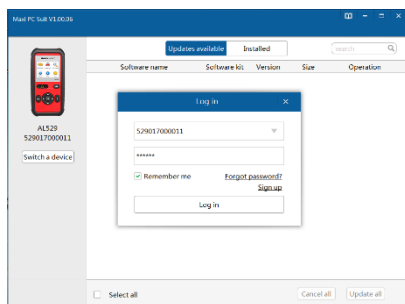 Maxi PC Suit V1.00.06
Updates available
Installed
search
Software name Software kit Version Size Operation
AL529
529017000011
Switch a device
Log in
529017000011
******
Remember me
Forgot password?
Sign up
Log in
Select all
Cancel all
Update all